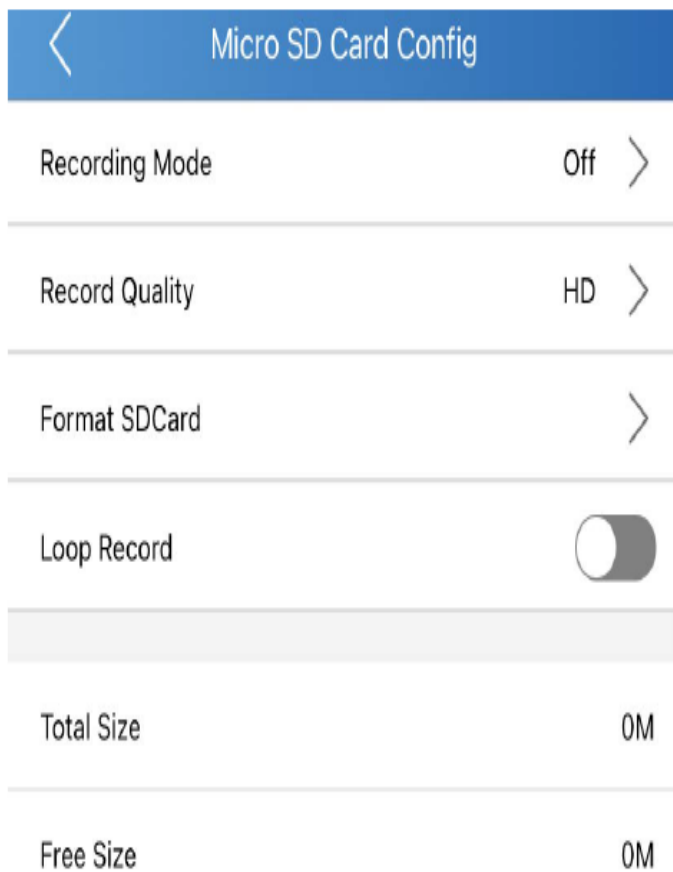 Micro SD Card Config
Recording Mode Off
Record Quality HD
Format SDCard
Loop Record
Total Size 0M
Free Size 0M